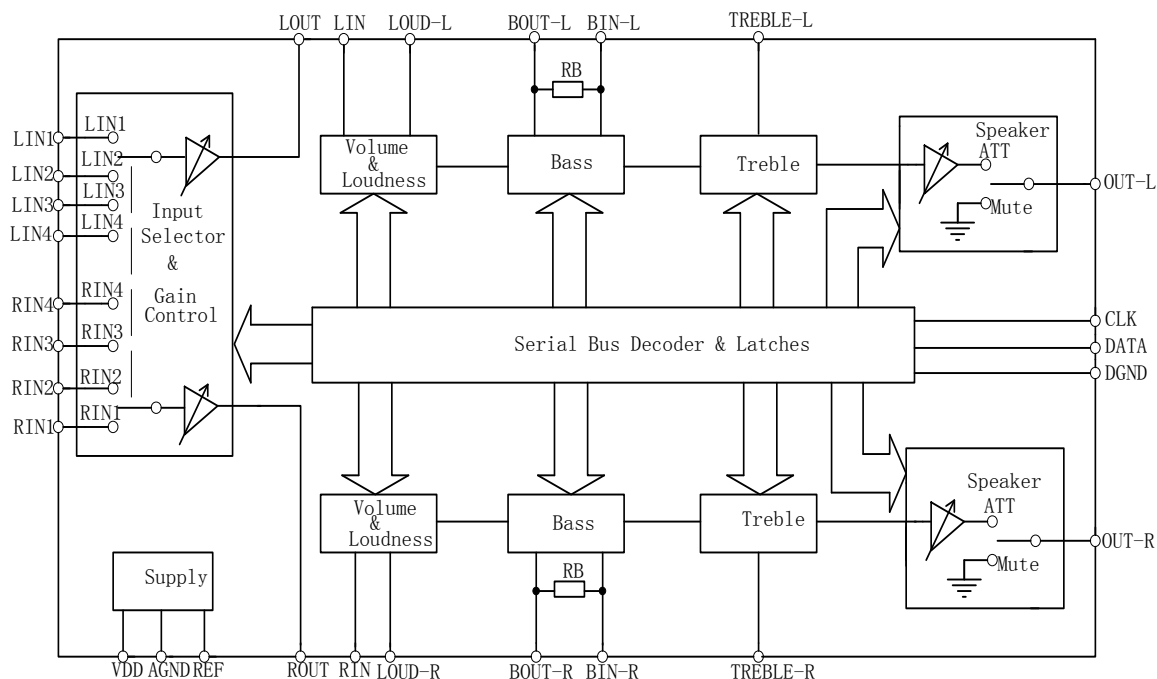 LOUT LIN LOUD-L BOUT-L BIN-L TREBLE-L
RB
LIN1
LIN1
LIN2
LIN2
LIN3
LIN3
LIN4
LIN4
Input
Selector
&
Gain
Control
RIN4
RIN4
RIN3
RIN3
RIN2
RIN2
RIN1
RIN1
Volume
&
Loudness
Bass
Treble
Speaker
ATT
Mute
OUT-L
Serial Bus Decoder & Latches
CLK
DATA
DGND
Volume
&
Loudness
Bass
Treble
Speaker
ATT
Mute
OUT-R
RB
Supply
VDD AGND REF ROUT RIN LOUD-R BOUT-R BIN-R TREBLE-R